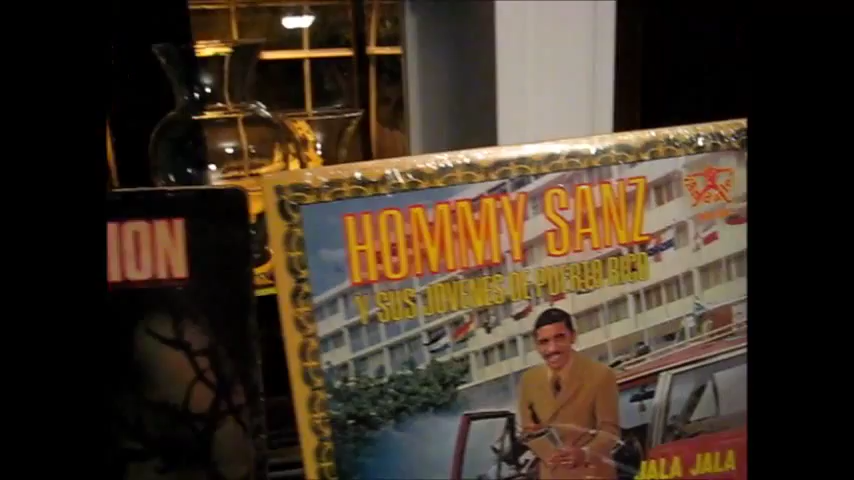 ION
HOMMY SANZ
Y SUS JOVENES DE PUERTO RICO
JALA JALA